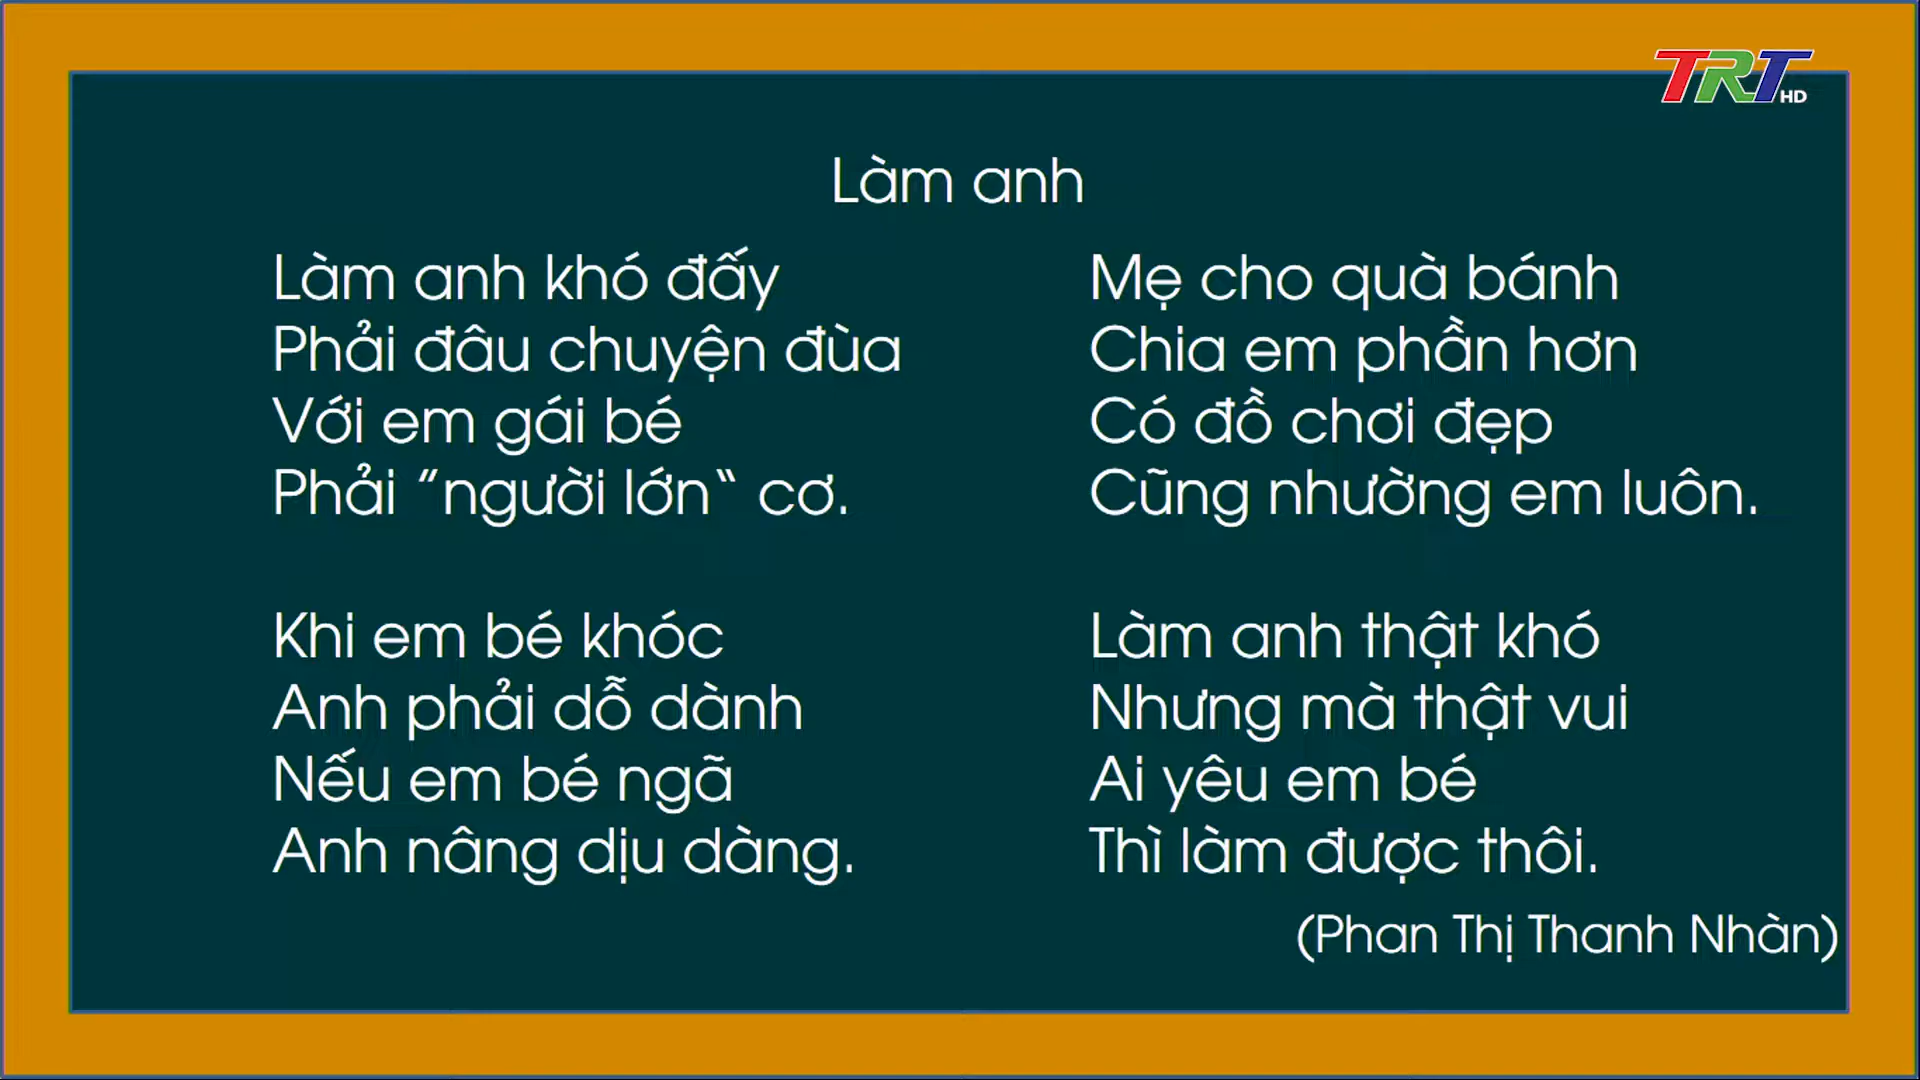 TRT HD
Làm anh
Làm anh khó đấy
Phải đâu chuyện đùa
Với em gái bé
Phải “người lớn“ cơ.
Khi em bé khóc
Anh phải dỗ dành
Nếu em bé ngã
Anh nâng dịu dàng.
Mẹ cho quà bánh
Chia em phần hơn
Có đồ chơi đẹp
Cũng nhường em luôn.
Làm anh thật khó
Nhưng mà thật vui
Ai yêu em bé
Thì làm được thôi.
(Phan Thị Thanh Nhàn)